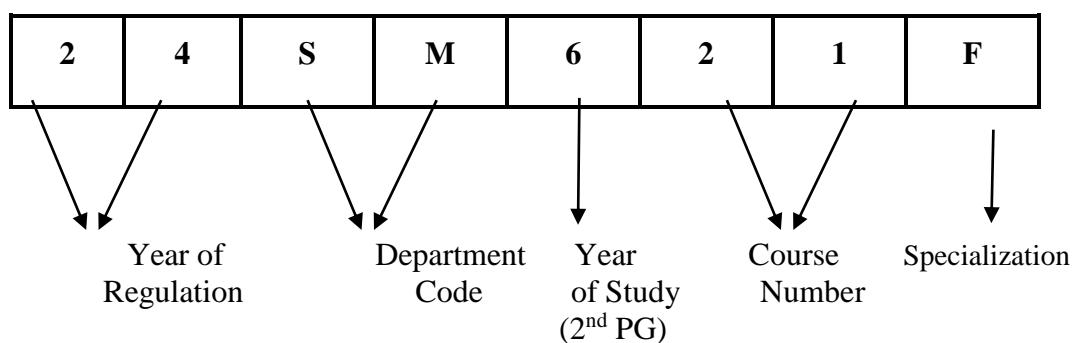 2 4 S M 6 2 1 F
Year of Regulation
Department Code
Year of Study (2nd PG)
Course Number
Specialization